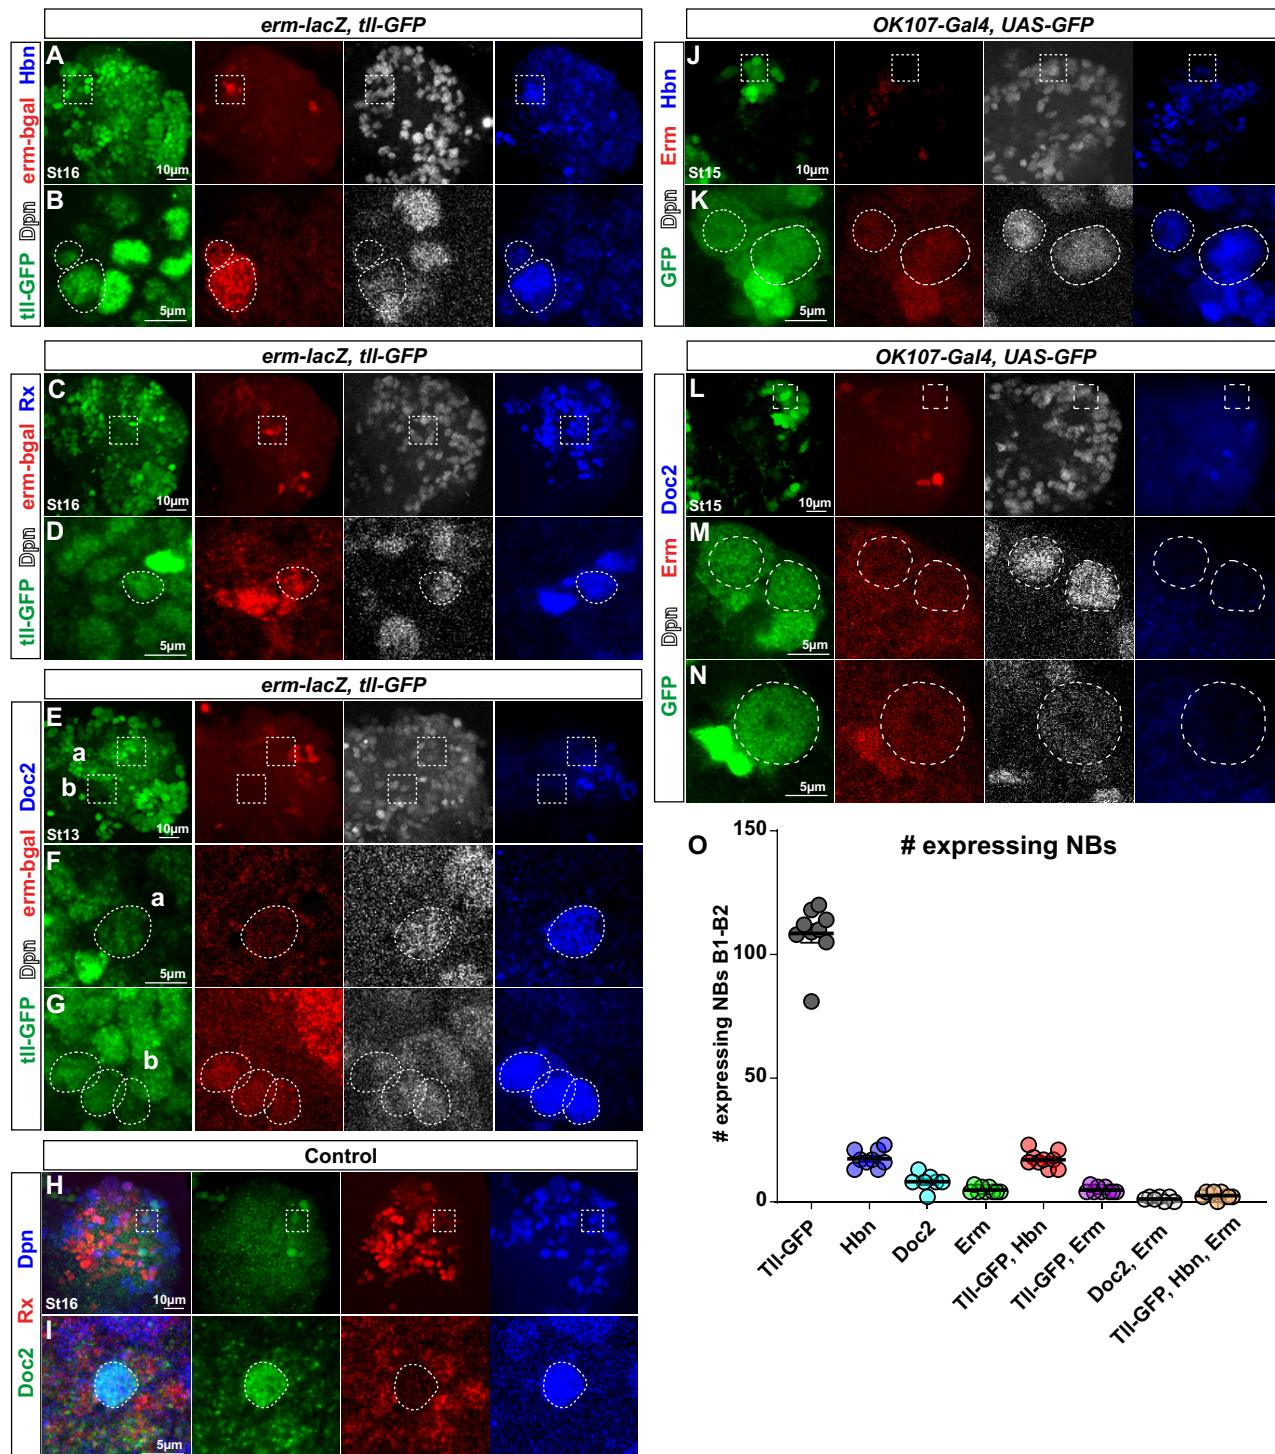 erm-lacZ, tll-GFP
tll-GFP Dpn erm-bgal Hbn
A
St16
10µm
B
5µm
erm-lacZ, tll-GFP
tll-GFP Dpn erm-bgal Rx
C
St16
10µm
D
5µm
erm-lacZ, tll-GFP
tll-GFP Dpn erm-bgal Doc2
E
a
b
St13
10µm
F
a
5µm
G
b
Control
Doc2 Rx Dpn
H
St16
10µm
I
5µm
OK107-Gal4, UAS-GFP
GFP Dpn Erm Hbn
J
St15
10µm
K
5µm
OK107-Gal4, UAS-GFP
GFP Dpn Erm Doc2
L
St15
10µm
M
5µm
N
5µm
O
# expressing NBs
# expressing NBs B1-B2
150
100
50
0
Tll-GFP
Hbn
Doc2
Erm
Tll-GFP, Hbn
Tll-GFP, Erm
Doc2, Erm
Tll-GFP, Hbn, Erm